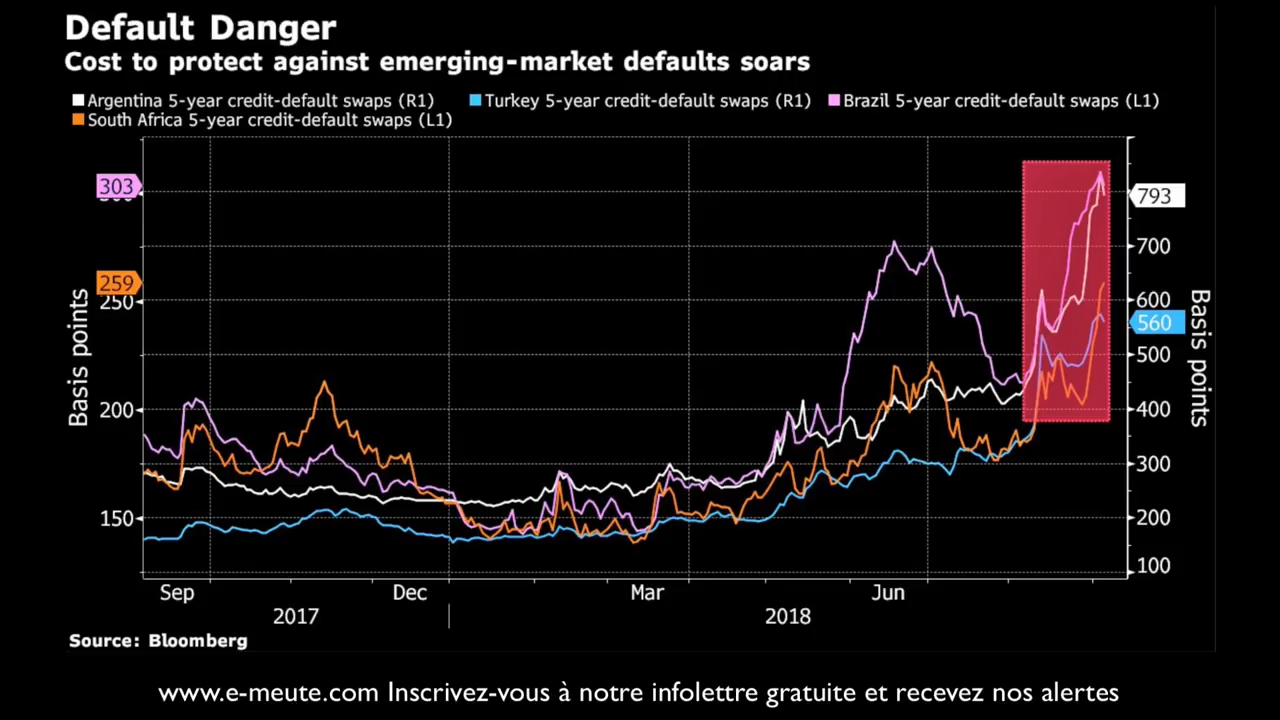 Default Danger
Cost to protect against emerging-market defaults soars
Argentina 5-year credit-default swaps (R1) Turkey 5-year credit-default swaps (R1) Brazil 5-year credit-default swaps (L1)
South Africa 5-year credit-default swaps (L1)
303
300
259
250
200
150
Basis points
793
700
600
560
500
400
300
200
100
Basis points
Sep Dec Mar Jun
2017 2018
Source: Bloomberg
www.e-meute.com Inscrivez-vous à notre infolettre gratuite et recevez nos alertes